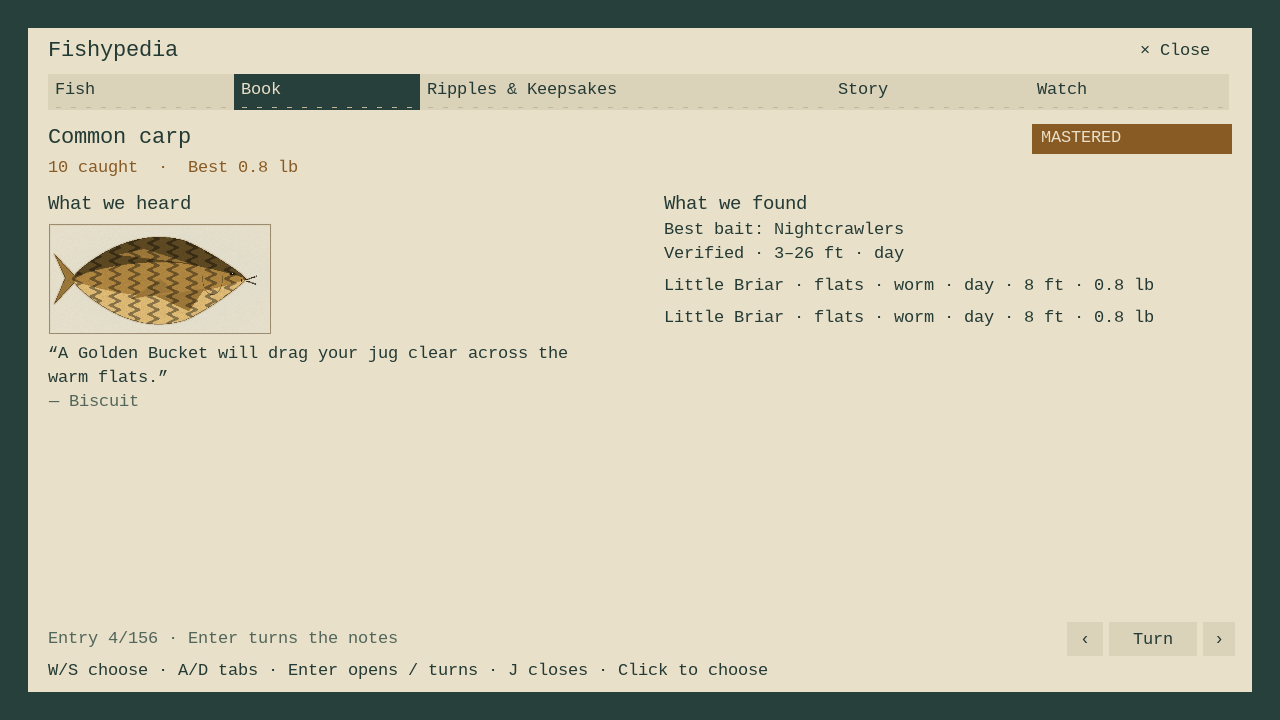 Fishypedia
× Close
Fish
Book
Ripples & Keepsakes
Story
Watch
Common carp
MASTERED
10 caught · Best 0.8 lb
What we heard
“A Golden Bucket will drag your jug clear across the
warm flats.”
— Biscuit
What we found
Best bait: Nightcrawlers
Verified · 3–26 ft · day
Little Briar · flats · worm · day · 8 ft · 0.8 lb
Little Briar · flats · worm · day · 8 ft · 0.8 lb
Entry 4/156 · Enter turns the notes
‹
Turn
›
W/S choose · A/D tabs · Enter opens / turns · J closes · Click to choose